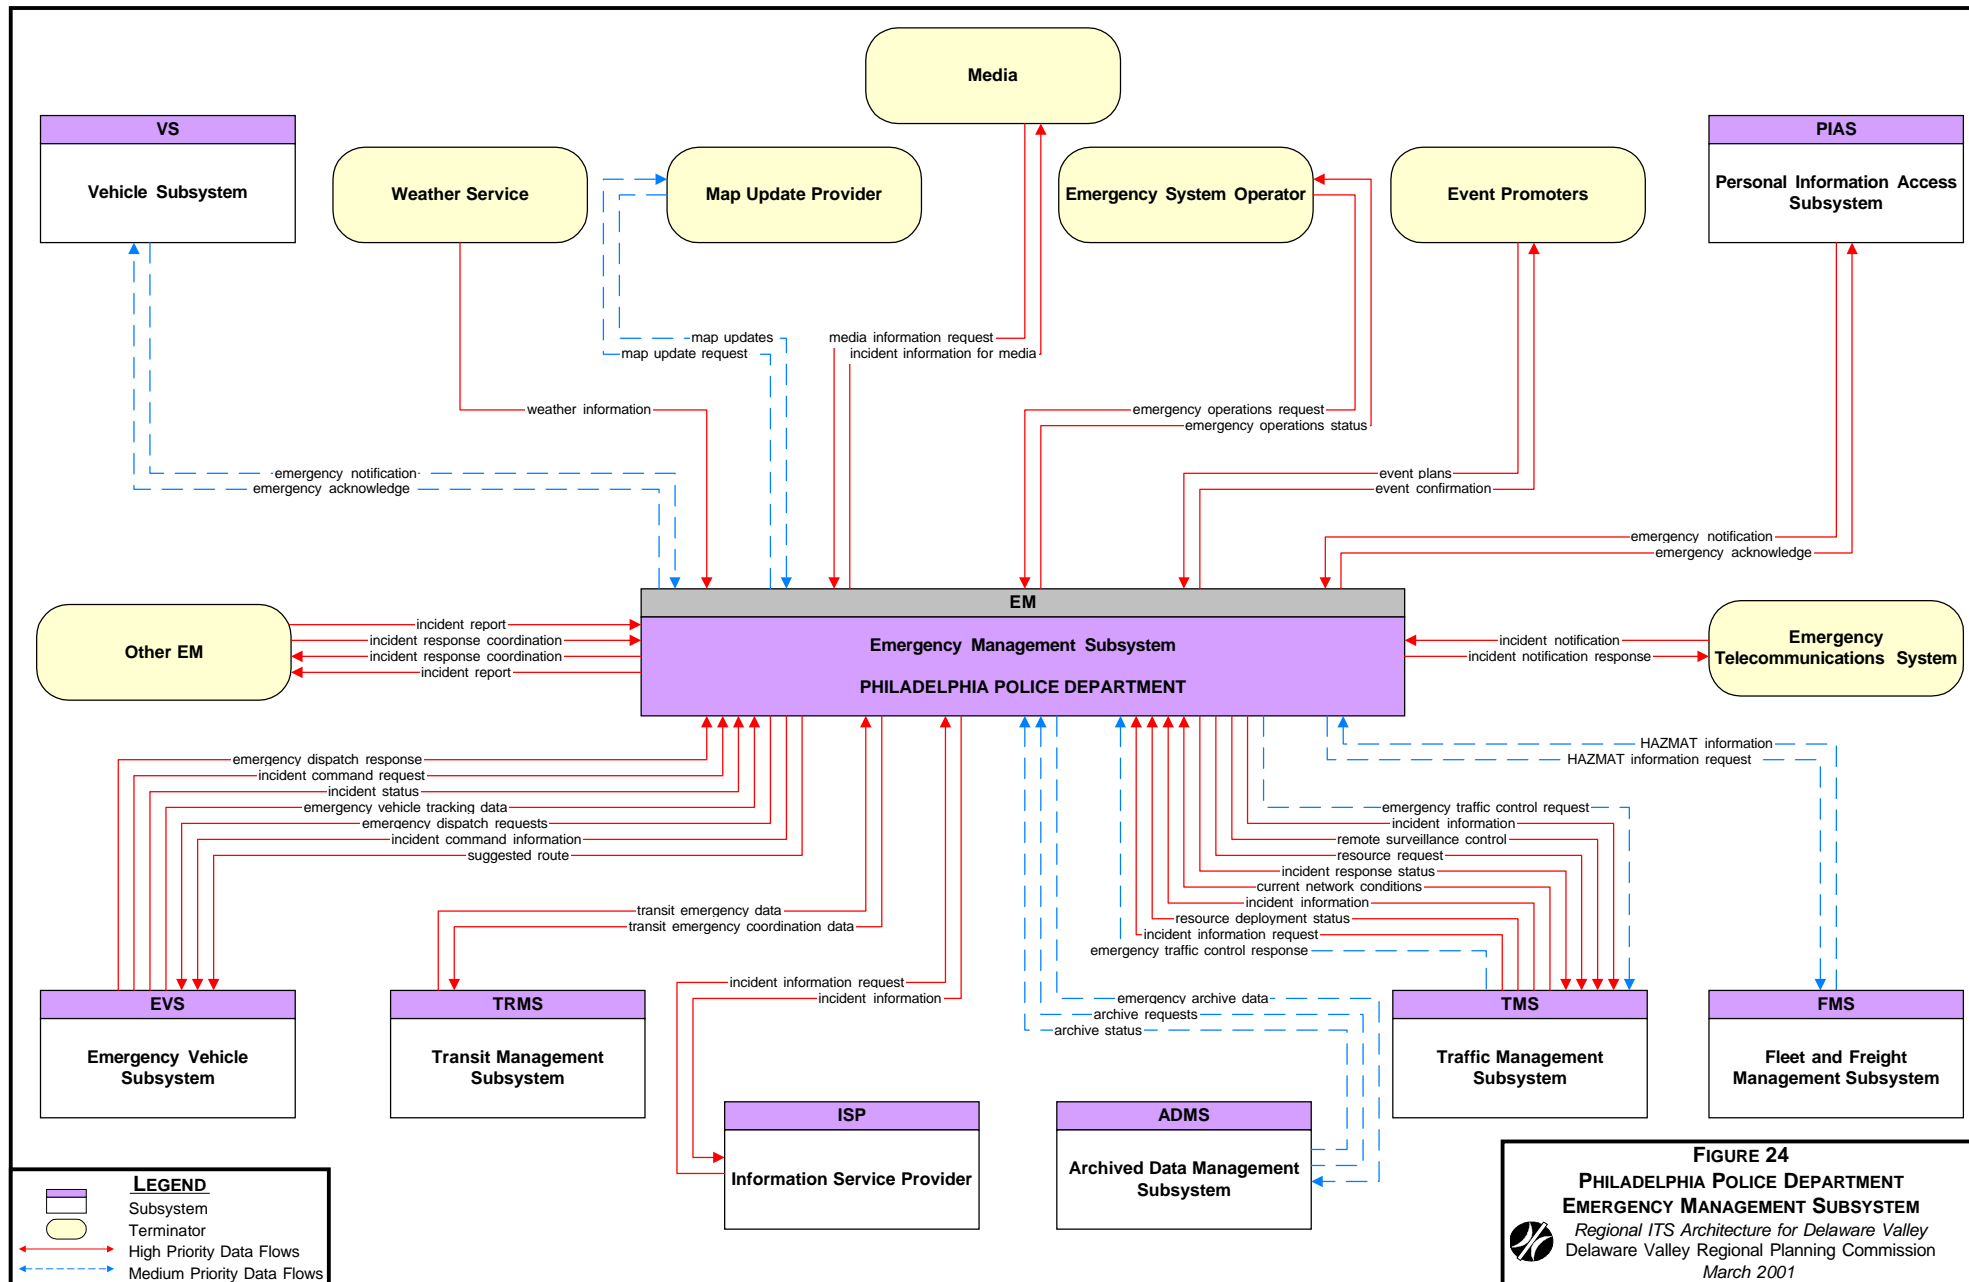 Media
VS
Vehicle Subsystem
Weather Service
Map Update Provider
Emergency System Operator
Event Promoters
PIAS
Personal Information Access
Subsystem
map updates
map update request
media information request
incident information for media
weather information
emergency operations request
emergency operations status
emergency notification
emergency acknowledge
event plans
event confirmation
emergency notification
emergency acknowledge
EM
Emergency Management Subsystem
PHILADELPHIA POLICE DEPARTMENT
Other EM
incident report
incident response coordination
incident response coordination
incident report
incident notification
incident notification response
Emergency
Telecommunications System
HAZMAT information
HAZMAT information request
emergency dispatch response
incident command request
incident status
emergency vehicle tracking data
emergency dispatch requests
incident command information
suggested route
emergency traffic control request
incident information
remote surveillance control
resource request
incident response status
current network conditions
incident information
resource deployment status
incident information request
emergency traffic control response
transit emergency data
transit emergency coordination data
incident information request
incident information
emergency archive data
archive requests
archive status
EVS
Emergency Vehicle
Subsystem
TRMS
Transit Management
Subsystem
ISP
Information Service Provider
ADMS
Archived Data Management
Subsystem
TMS
Traffic Management
Subsystem
FMS
Fleet and Freight
Management Subsystem
LEGEND
Subsystem
Terminator
High Priority Data Flows
Medium Priority Data Flows
FIGURE 24
PHILADELPHIA POLICE DEPARTMENT
EMERGENCY MANAGEMENT SUBSYSTEM
Regional ITS Architecture for Delaware Valley
Delaware Valley Regional Planning Commission
March 2001